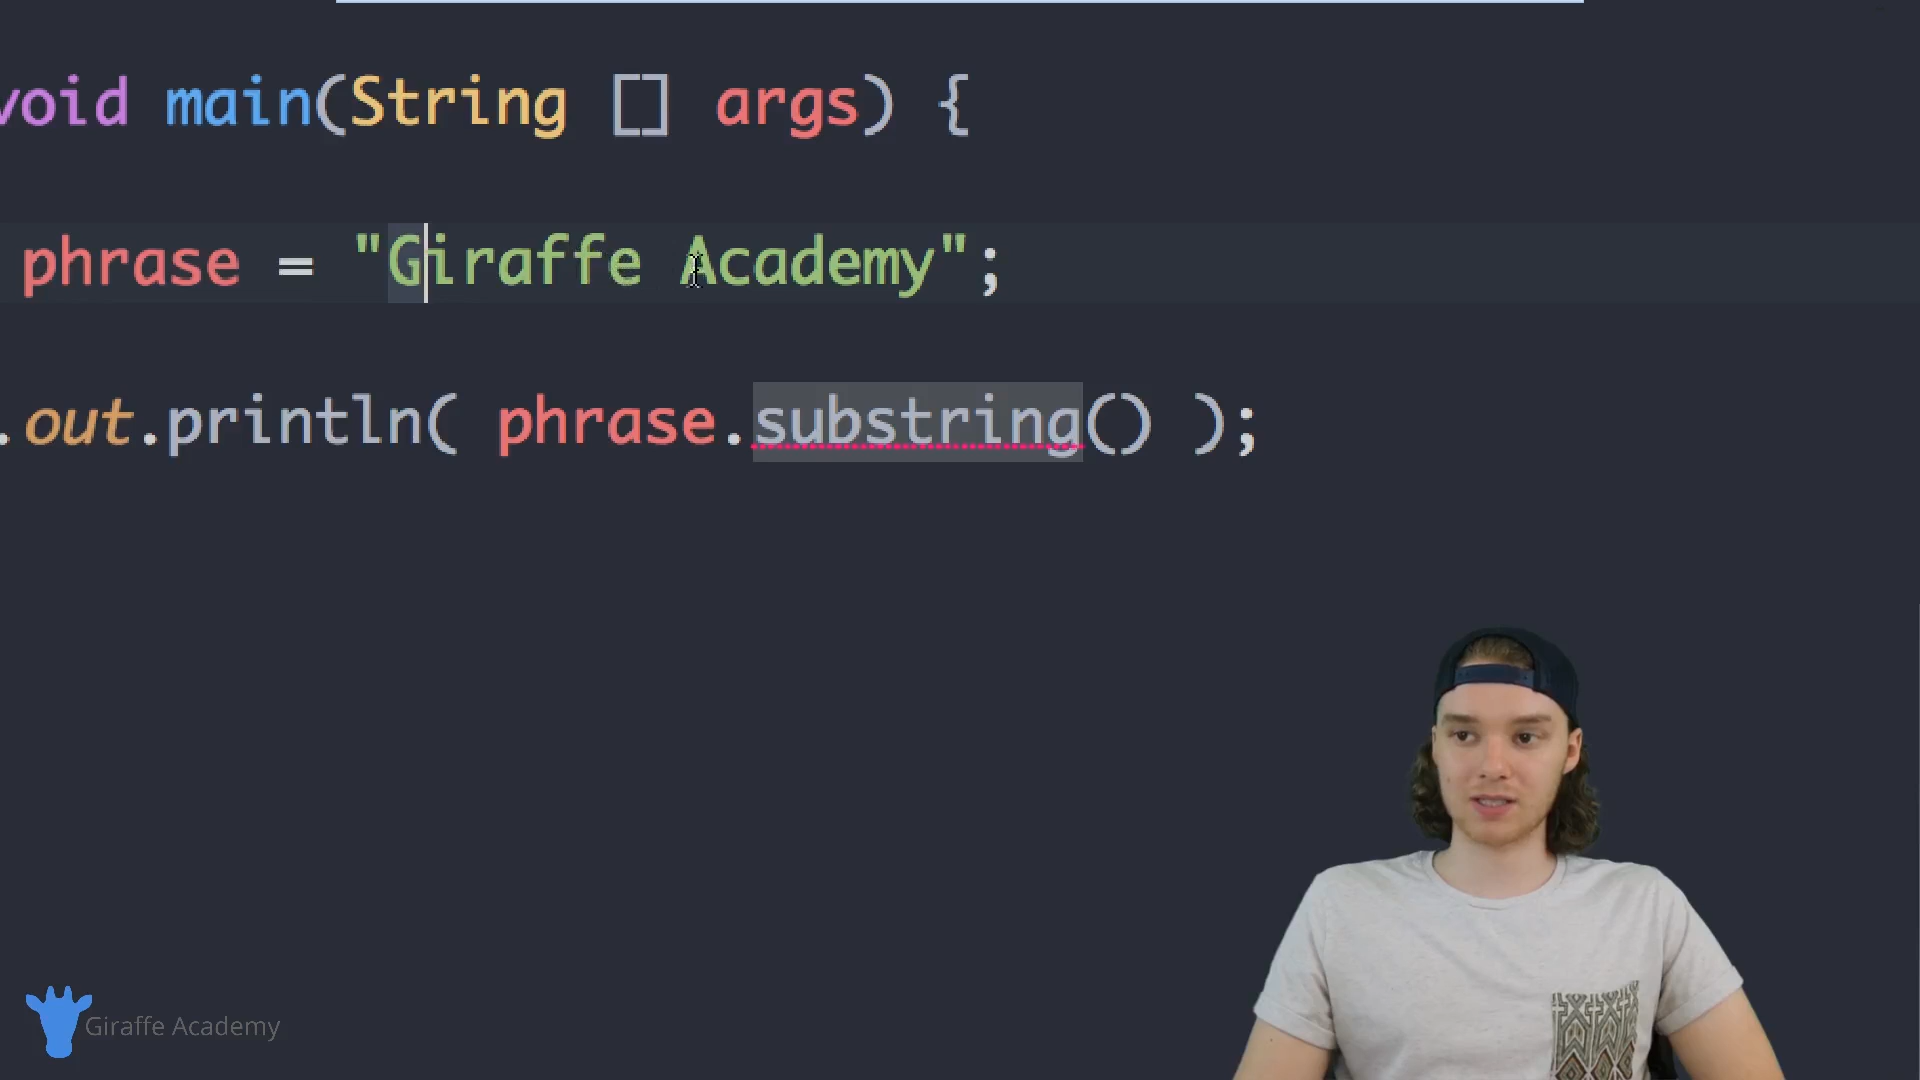 void main(String [] args) {
phrase = "Giraffe Academy";
.out.println( phrase.substring() );
Giraffe Academy